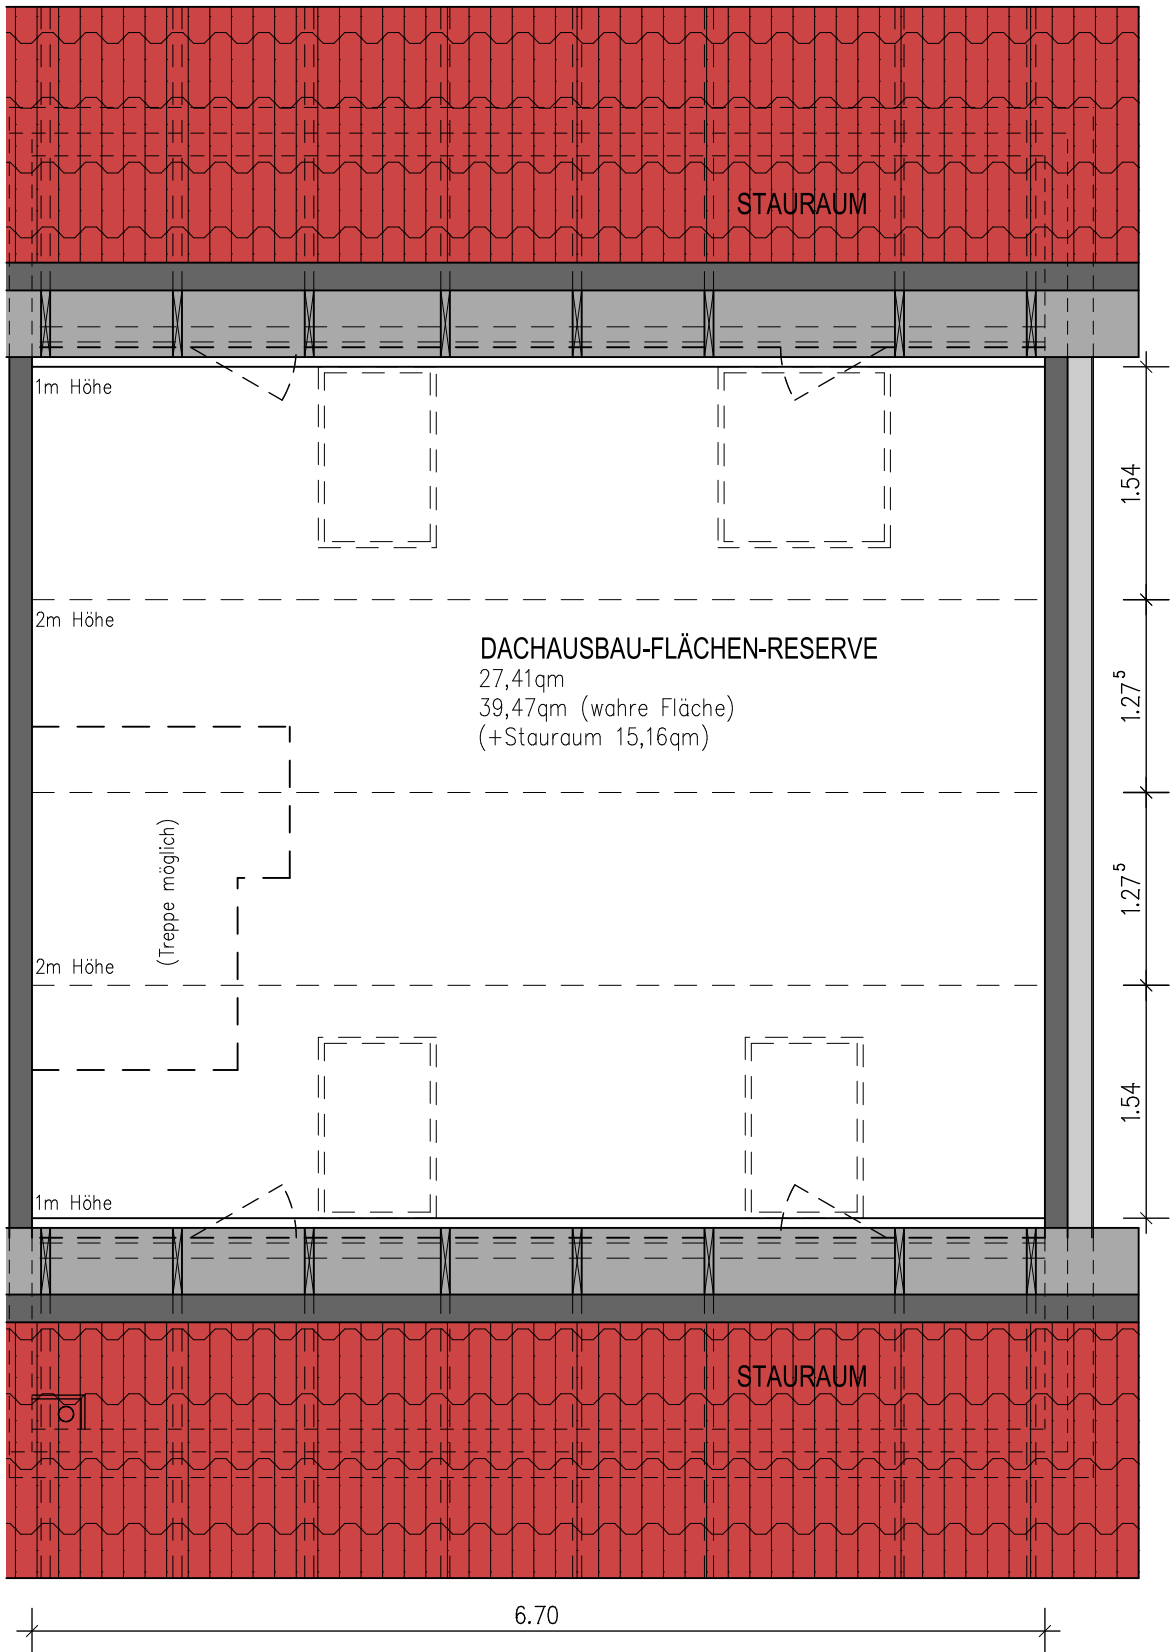 STAURAUM
1m Höhe
1.54
2m Höhe
DACHAUSBAU-FLÄCHEN-RESERVE
27,41qm
39,47qm (wahre Fläche)
(+Stauraum 15,16qm)
1.27⁵
(Treppe möglich)
1.27⁵
2m Höhe
1.54
1m Höhe
STAURAUM
6.70